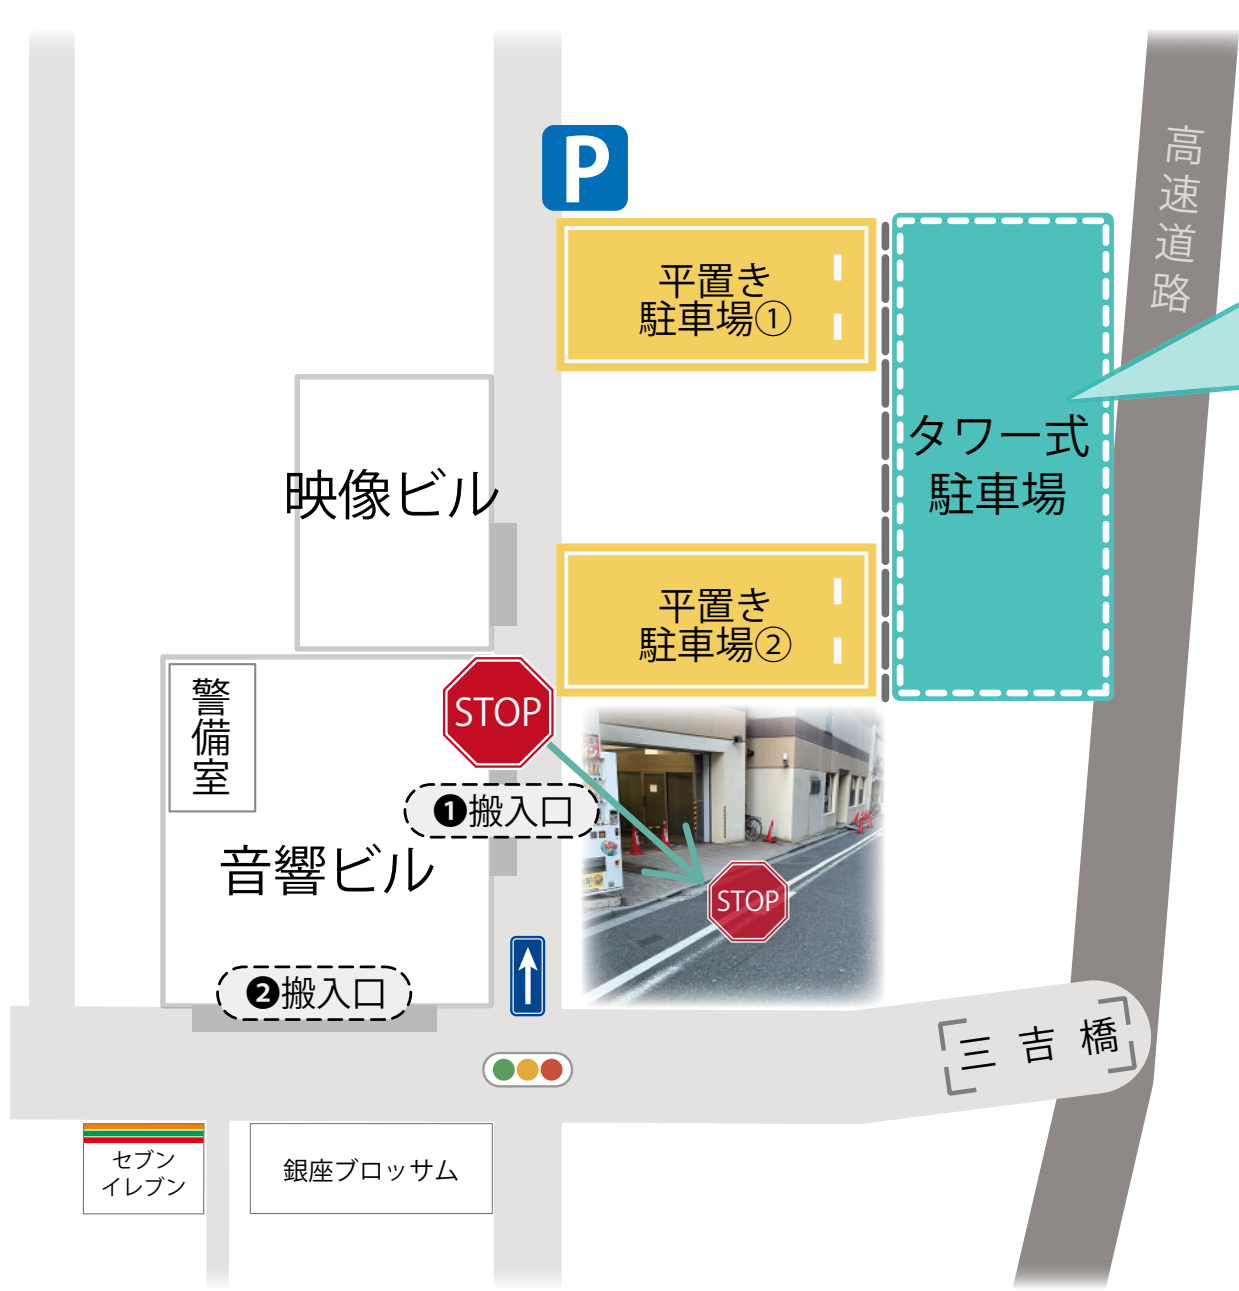 P
高速道路
平置き
駐車場①
タワー式
駐車場
映像ビル
平置き
駐車場②
警備室
STOP
❶搬入口
音響ビル
STOP
❷搬入口
三吉橋
セブン
イレブン
銀座ブロッサム